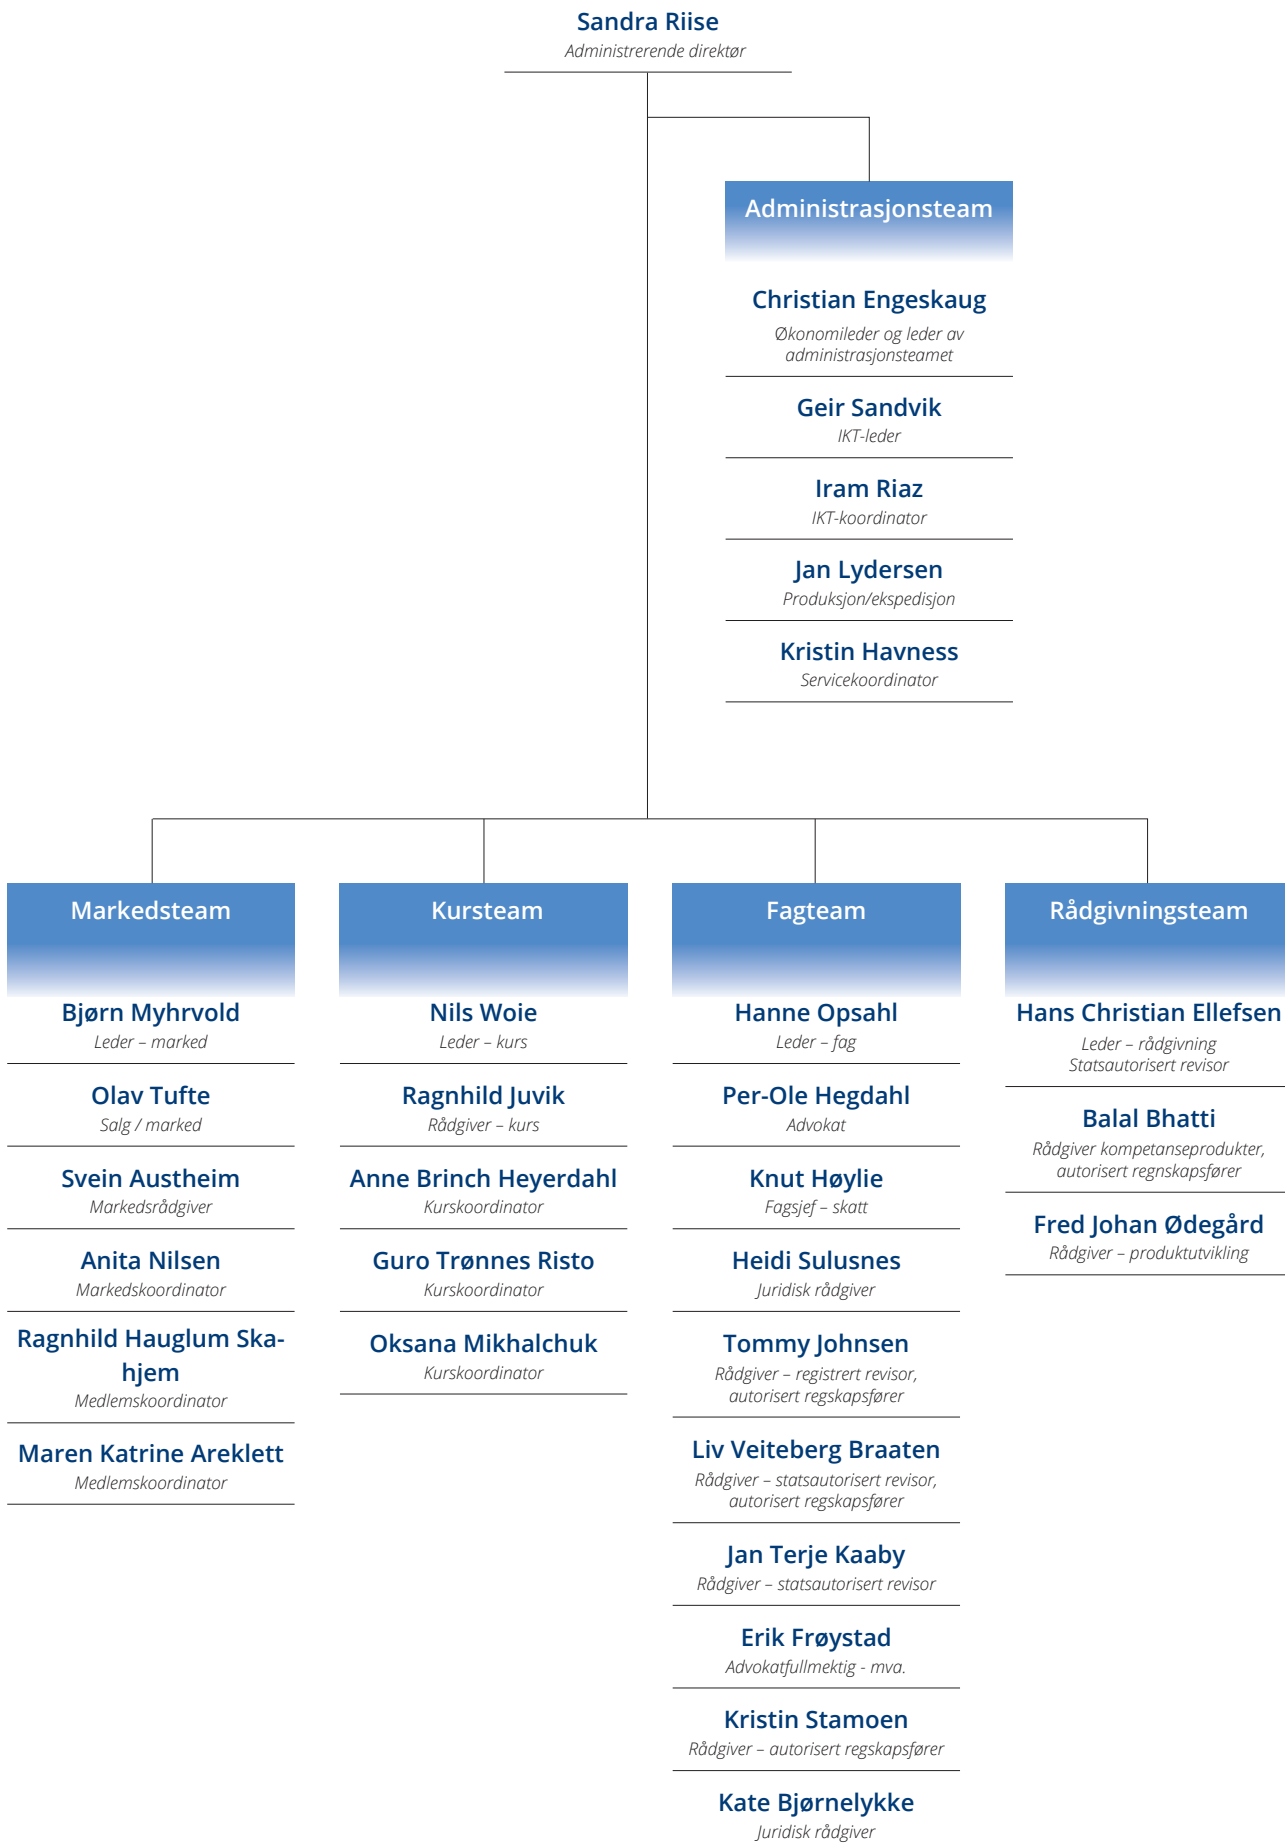 Sandra Riise
Administrerende direktør
Administrasjonsteam
Christian Engeskaug
Økonomileder og leder av
administrasjonsteamet
Geir Sandvik
IKT-leder
Iram Riaz
IKT-koordinator
Jan Lydersen
Produksjon/ekspedisjon
Kristin Havness
Servicekoordinator
Markedsteam
Bjørn Myhrvold
Leder – marked
Olav Tufte
Salg / marked
Svein Austheim
Markedsrådgiver
Anita Nilsen
Markedskoordinator
Ragnhild Hauglum Ska-
hjem
Medlemskoordinator
Maren Katrine Areklett
Medlemskoordinator
Kursteam
Nils Woie
Leder – kurs
Ragnhild Juvik
Rådgiver – kurs
Anne Brinch Heyerdahl
Kurskoordinator
Guro Trønnes Risto
Kurskoordinator
Oksana Mikhalchuk
Kurskoordinator
Fagteam
Hanne Opsahl
Leder – fag
Per-Ole Hegdahl
Advokat
Knut Høylie
Fagsjef – skatt
Heidi Sulusnes
Juridisk rådgiver
Tommy Johnsen
Rådgiver – registrert revisor,
autorisert regskapsfører
Liv Veiteberg Braaten
Rådgiver – statsautorisert revisor,
autorisert regskapsfører
Jan Terje Kaaby
Rådgiver – statsautorisert revisor
Erik Frøystad
Advokatfullmektig - mva.
Kristin Stamoen
Rådgiver – autorisert regskapsfører
Kate Bjørnelykke
Juridisk rådgiver
Rådgivningsteam
Hans Christian Ellefsen
Leder – rådgivning
Statsautorisert revisor
Balal Bhatti
Rådgiver kompetanseprodukter,
autorisert regnskapsfører
Fred Johan Ødegård
Rådgiver – produktutvikling